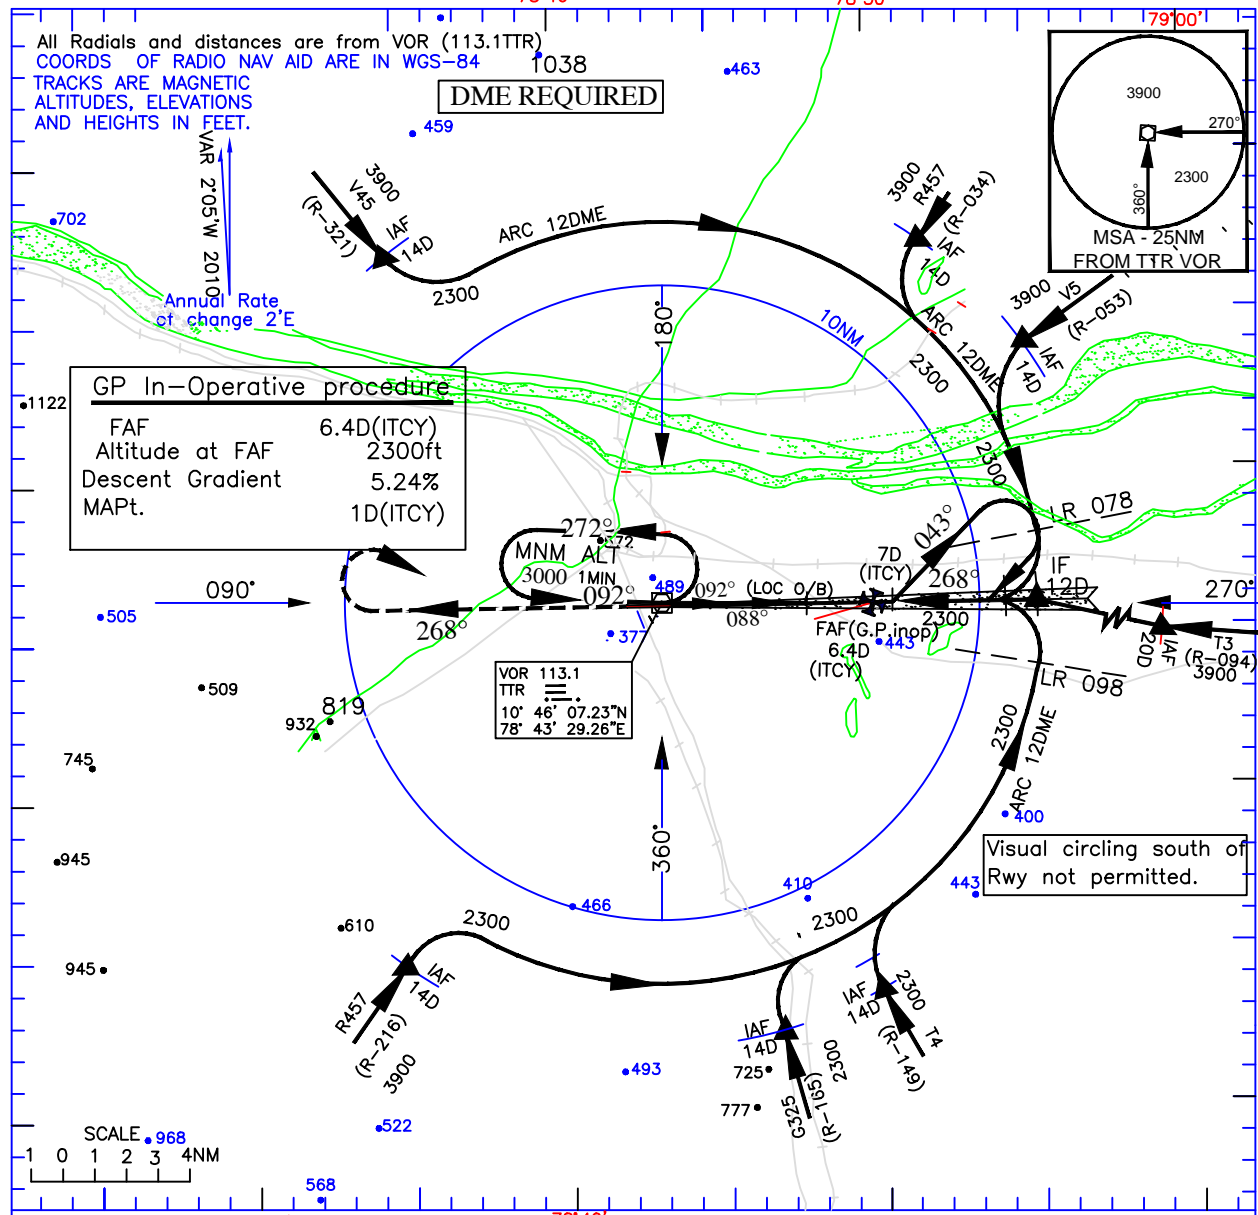 79°00'
All Radials and distances are from VOR (113.1TTR)
COORDS OF RADIO NAV AID ARE IN WGS-84
TRACKS ARE MAGNETIC
ALTITUDES, ELEVATIONS
AND HEIGHTS IN FEET.
1038
DME REQUIRED
463
459
702
VAR 2°05'W 2010
Annual Rate
of change 2'E
3900
V45
(R-321)
IAF
14D
2300
ARC 12DME
3900
R457
(R-034)
IAF
14D
3900
270°
2300
360°
MSA - 25NM
FROM TTR VOR
3900
V5
(R-053)
IAF
14D
ARC 12DME
2300
10NM
180°
GP In-Operative procedure
FAF 6.4D(ITCY)
Altitude at FAF 2300ft
Descent Gradient 5.24%
MAPt. 1D(ITCY)
1122
2300
LR 078
043°
272°
MNM ALT
3000 1MIN
092°
489
092°
(LOC O/B)
088°
7D
(ITCY)
268°
IF
12D
270°
090°
505
268°
377
FAF(G.P.inop)
6.4D
(ITCY)
443
2300
20D
IAF
T3
(R-094)
3900
LR 098
VOR 113.1
TTR
10° 46' 07.23"N
78° 43' 29.26"E
509
819
932
745
2300
ARC 12DME
400
360°
Visual circling south of
Rwy not permitted.
945
443
410
466
610
2300
2300
945
IAF
14D
R457
(R-216)
3900
IAF
14D
2300
T4
(R-149)
IAF
14D
2300
G325
(R-165)
493
725
777
522
SCALE
968
1 0 1 2 3 4NM
568